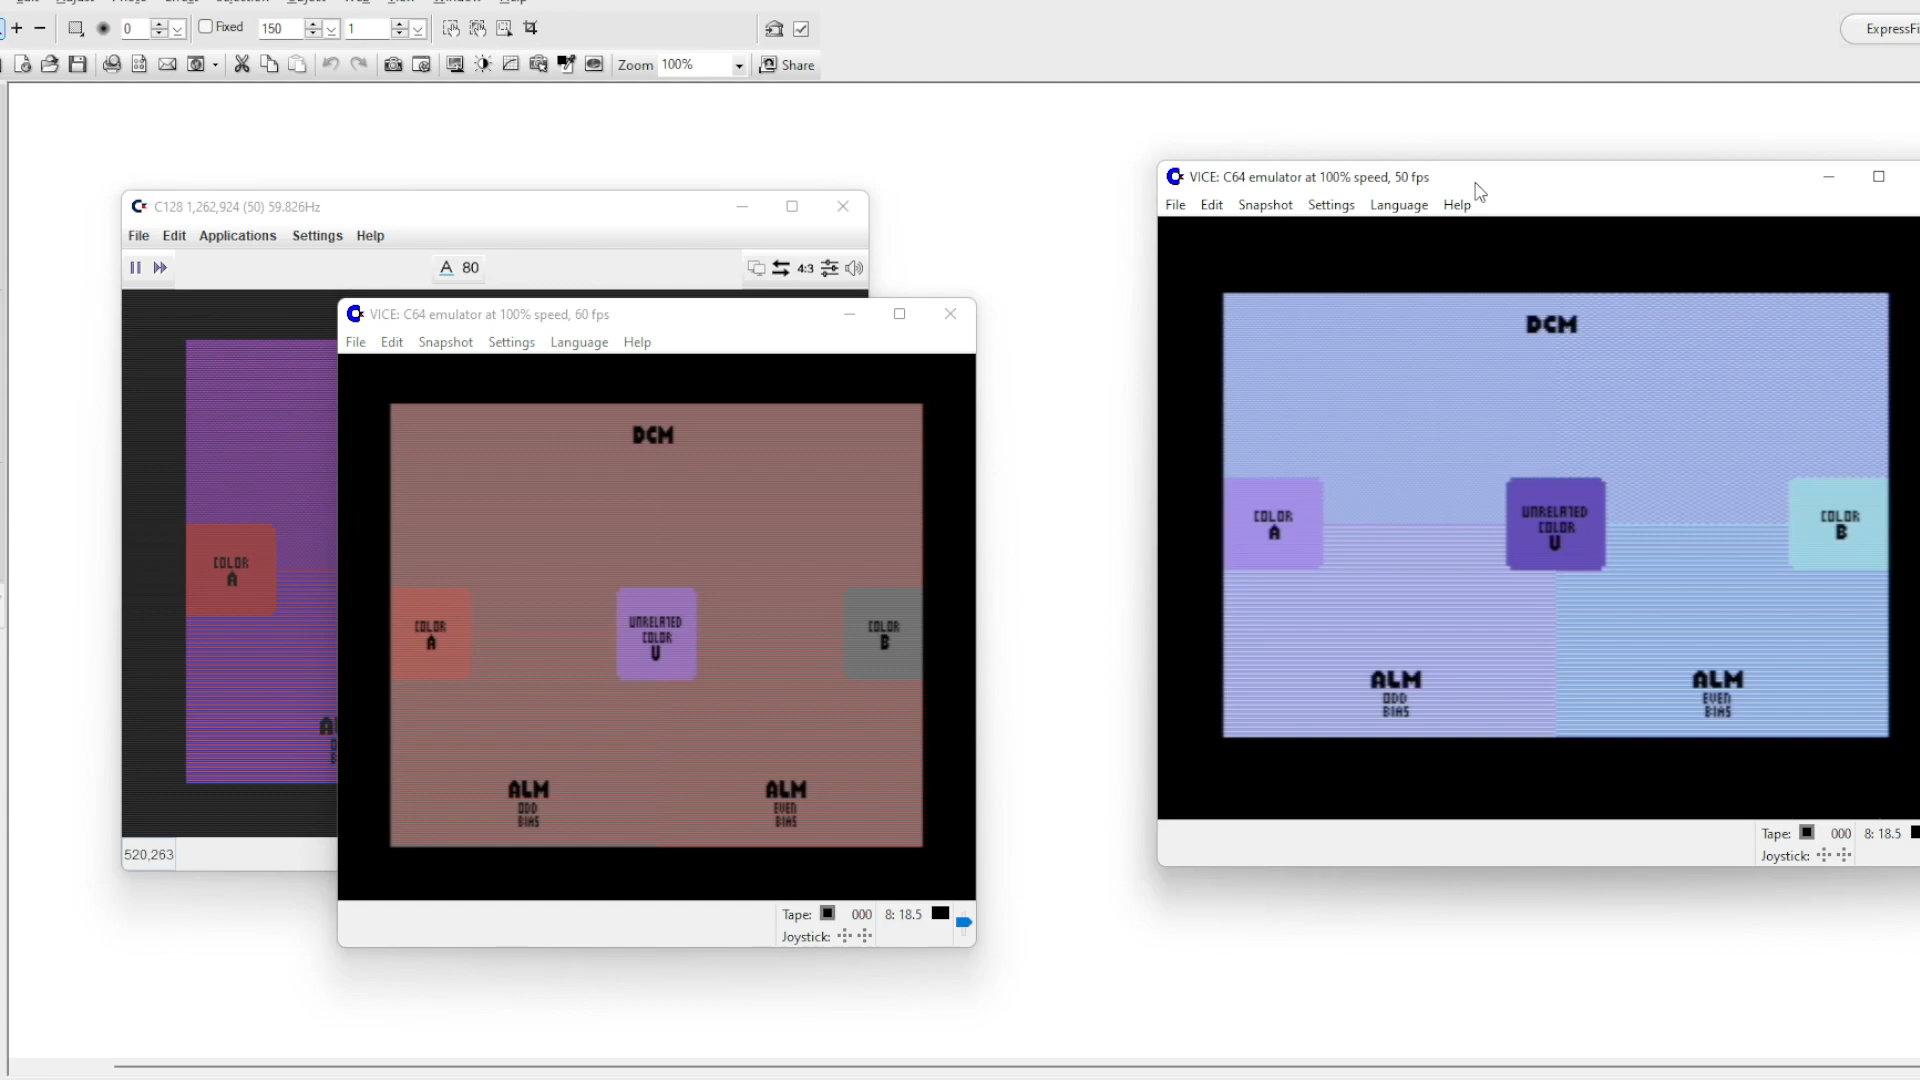 0 Fixed 150 1
ExpressFi
Zoom 100% Share
C128 1,262,924 (50) 59.826Hz
File Edit Applications Settings Help
A 80
4:3
COLOR
A
520,263
VICE: C64 emulator at 100% speed, 60 fps
File Edit Snapshot Settings Language Help
DCM
COLOR
A
UNRELATED
COLOR
U
COLOR
B
ALM
ODD
BIAS
ALM
EVEN
BIAS
Tape: 000 8: 18.5
Joystick:
VICE: C64 emulator at 100% speed, 50 fps
File Edit Snapshot Settings Language Help
DCM
COLOR
A
UNRELATED
COLOR
U
COLOR
B
ALM
ODD
BIAS
ALM
EVEN
BIAS
Tape: 000 8: 18.5
Joystick: